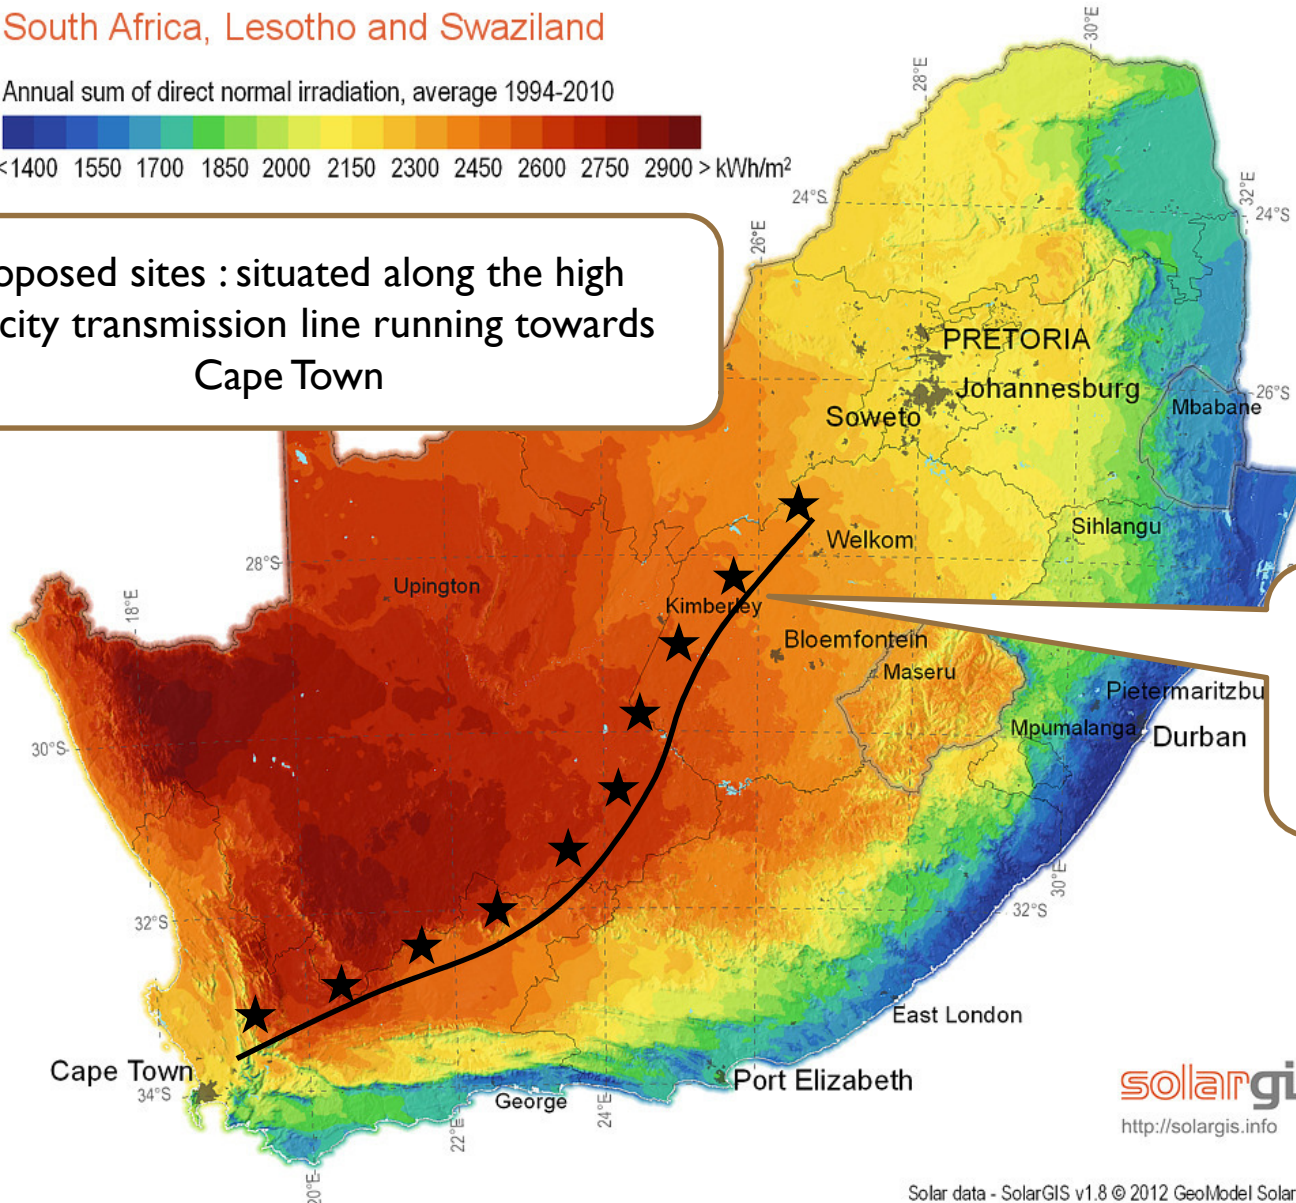 South Africa, Lesotho and Swaziland
Annual sum of direct normal irradiation, average 1994-2010
<1400 1550 1700 1850 2000 2150 2300 2450 2600 2750 2900 > kWh/m²
oposed sites : situated along the high
city transmission line running towards
Cape Town
30°E
28°E
26°E
32°E
24°S
24°S
PRETORIA
Johannesburg
Soweto
26°S
Mbabane
Welkom
Sihlangu
28°S
18°E
Upington
Kimberley
Bloemfontein
Maseru
Pietermaritzbu
Mpumalanga
Durban
30°S
30°E
32°S
32°S
East London
Cape Town
34°S
Port Elizabeth
George
24°E
22°E
20°E
solargi
http://solargis.info
Solar data - SolarGIS v1.8 © 2012 GeoModel Solar